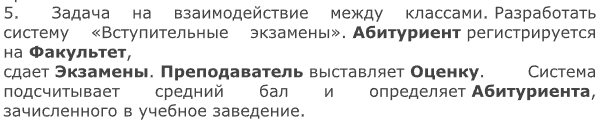 5. Задача на взаимодействие между классами. Разработать
систему «Вступительные экзамены». Абитуриент регистрируется
на Факультет,
сдает Экзамены. Преподаватель выставляет Оценку. Система
подсчитывает средний бал и определяет Абитуриента,
зачисленного в учебное заведение.